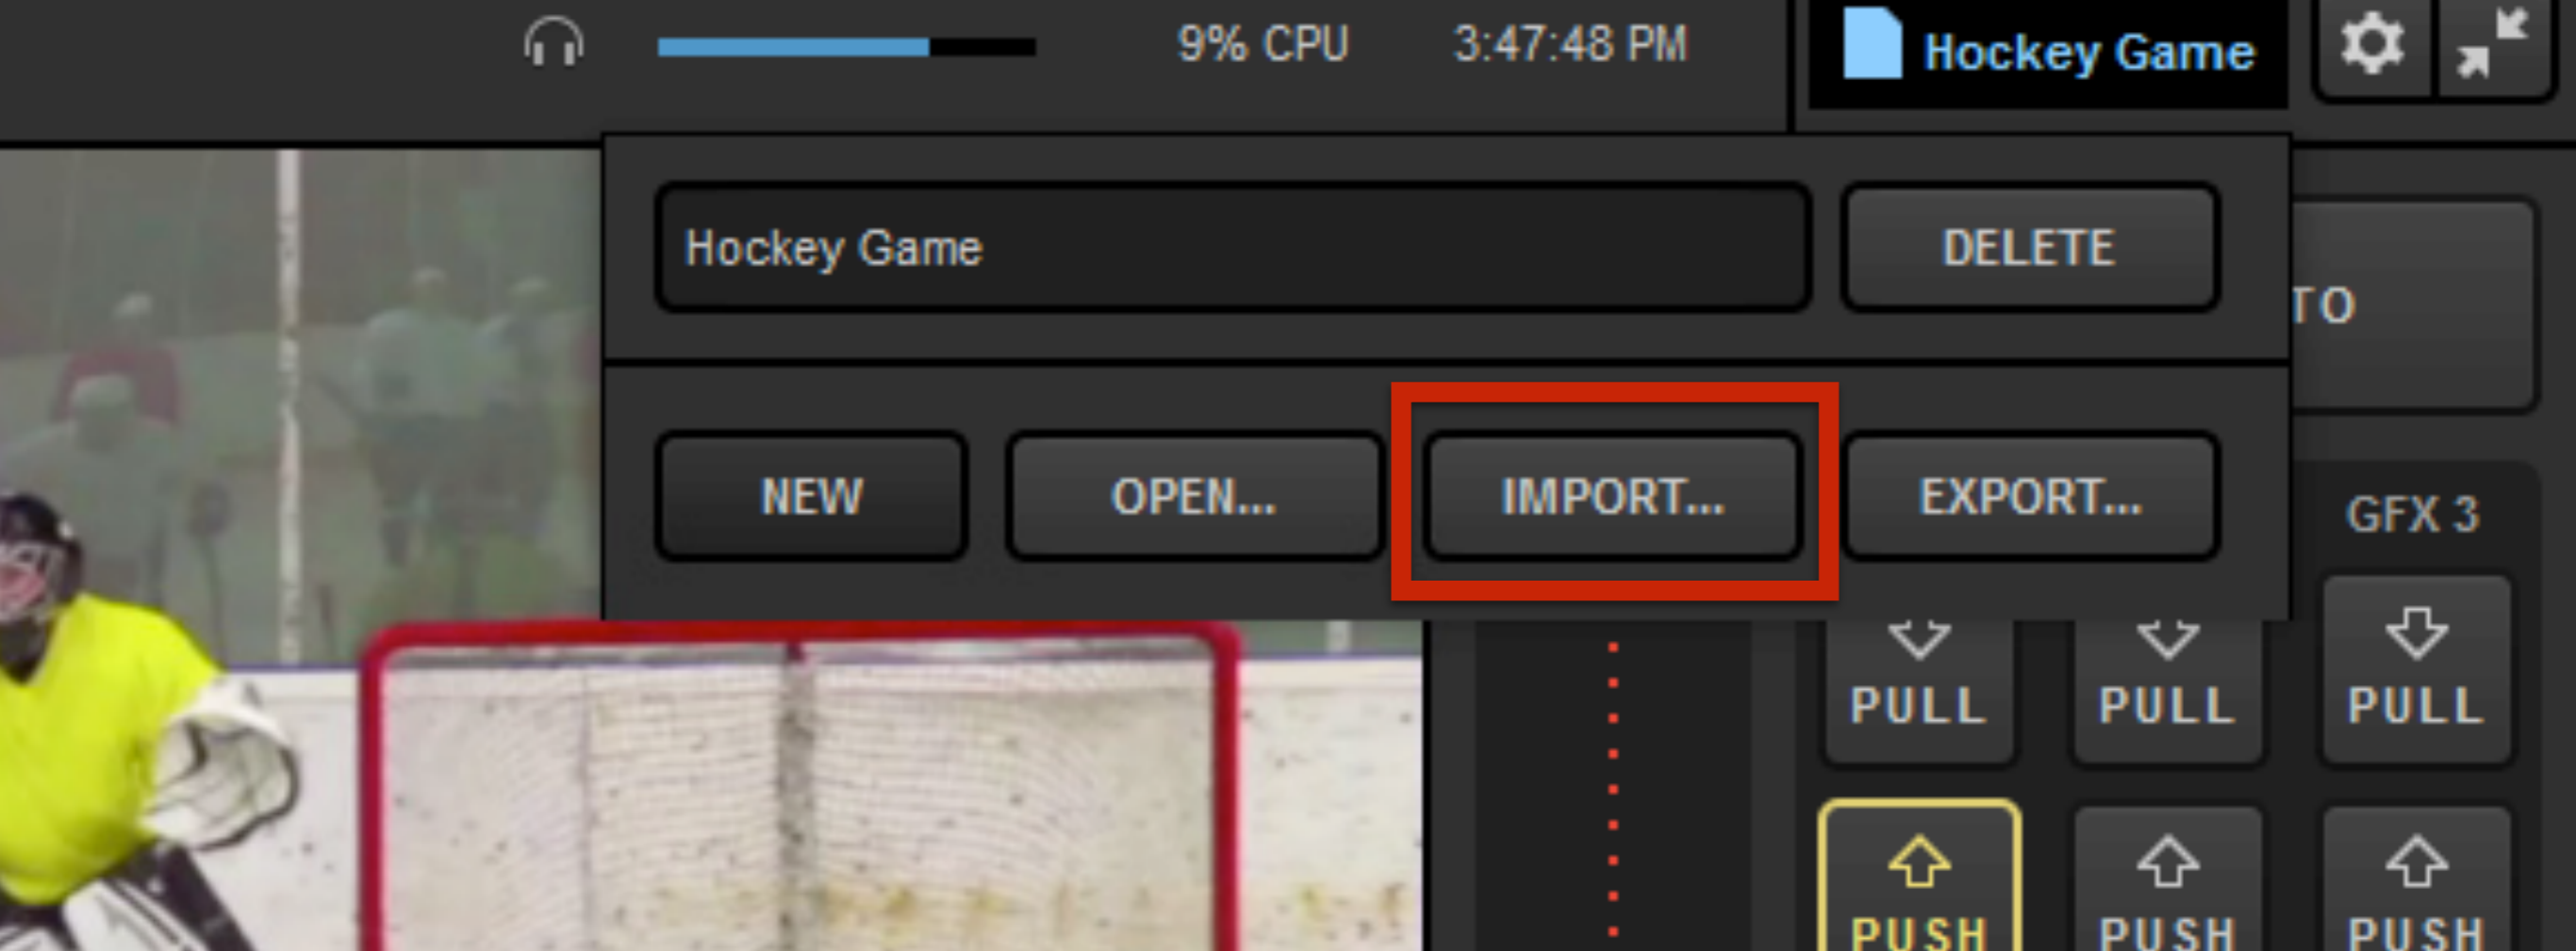 9% CPU 3:47:48 PM Hockey Game
Hockey Game DELETE
TO
NEW OPEN... IMPORT... EXPORT...
GFX 3
PULL PULL PULL
PUSH PUSH PUSH